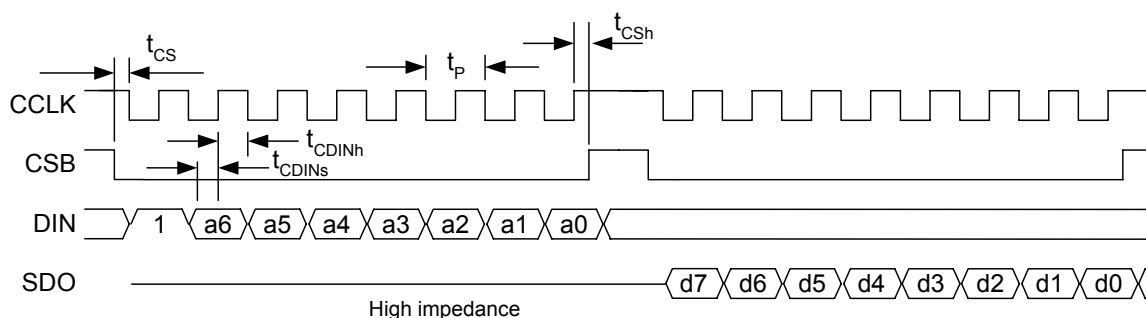 tCS
tP
tCSh
CCLK
tCDINh
CSB
tCDINs
DIN 1 a6 a5 a4 a3 a2 a1 a0
SDO d7 d6 d5 d4 d3 d2 d1 d0
High impedance